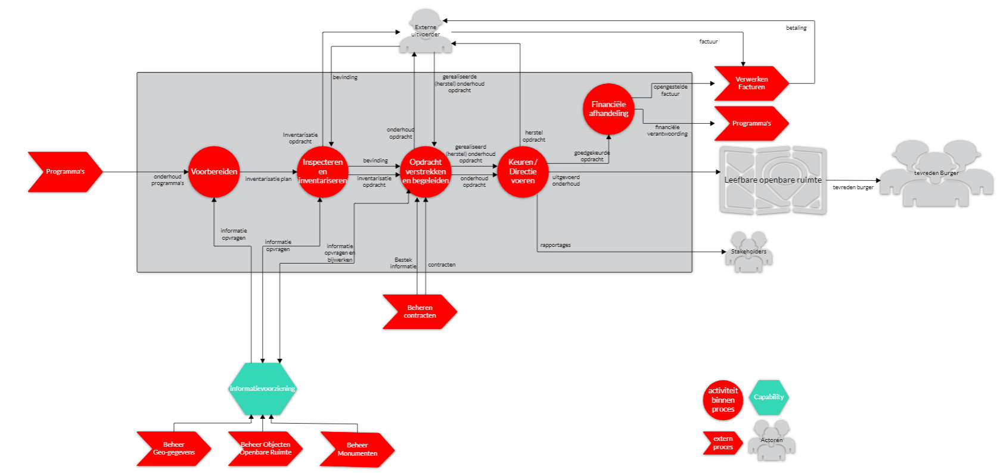 Externe
uitvoerder
betaling
factuur
bevinding
gerealiseerde
(herstel) onderhoud
opdracht
Verwerken
Facturen
opengestelde
factuur
Financiële
afhandeling
Programma's
financiële
verantwoording
Inventarisatie
opdracht
onderhoud
opdracht
herstel
opdracht
gerealiseerd
(herstel) onderhoud
opdracht
goedgekeurde
opdracht
Programma's
onderhoud
programma's
Voorbereiden
inventarisatie plan
Inspecteren
en
inventariseren
bevinding
inventarisatie
opdracht
Opdracht
verstrekken
en begeleiden
onderhoud
opdracht
Keuren /
Directie
voeren
uitgevoerd
onderhoud
Leefbare openbare ruimte
tevreden burger
tevreden Burger
informatie
opvragen
informatie
opvragen
informatie
opvragen en
bijwerken
Bestek
informatie
contracten
rapportages
Stakeholders
Beheren
contracten
informatievoorziening
Beheer
Geo-gegevens
Beheer Objecten
Openbare Ruimte
Beheer
Monumenten
activiteit
binnen
proces
Capability
extern
proces
Actoren